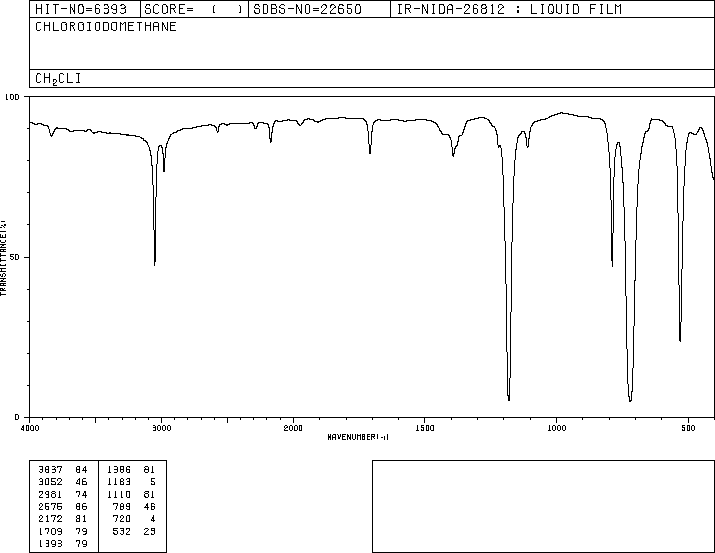 HIT-NO=6393 SCORE= ( ) SDBS-NO=22650 IR-NIDA-26812 : LIQUID FILM
CHLOROIODOMETHANE
CH2CLI
100
50
0
TRANSMITTANCE(%)
4000 3000 2000 1500 1000 500
WAVENUMBER(-1)
3837 84 1386 81
3052 46 1183 5
2981 74 1110 81
2575 86 789 46
2172 81 720 4
1709 79 532 23
1393 79